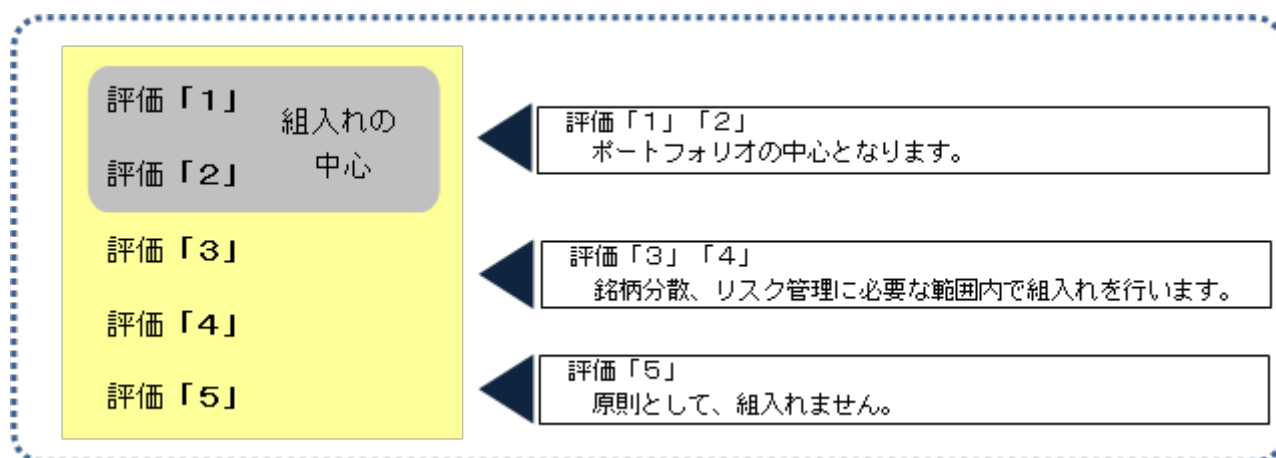 評価「1」
組入れの
中心
評価「2」
評価「3」
評価「4」
評価「5」
評価「1」「2」
ポートフォリオの中心となります。
評価「3」「4」
銘柄分散、リスク管理に必要な範囲内で組入れを行います。
評価「5」
原則として、組入れません。